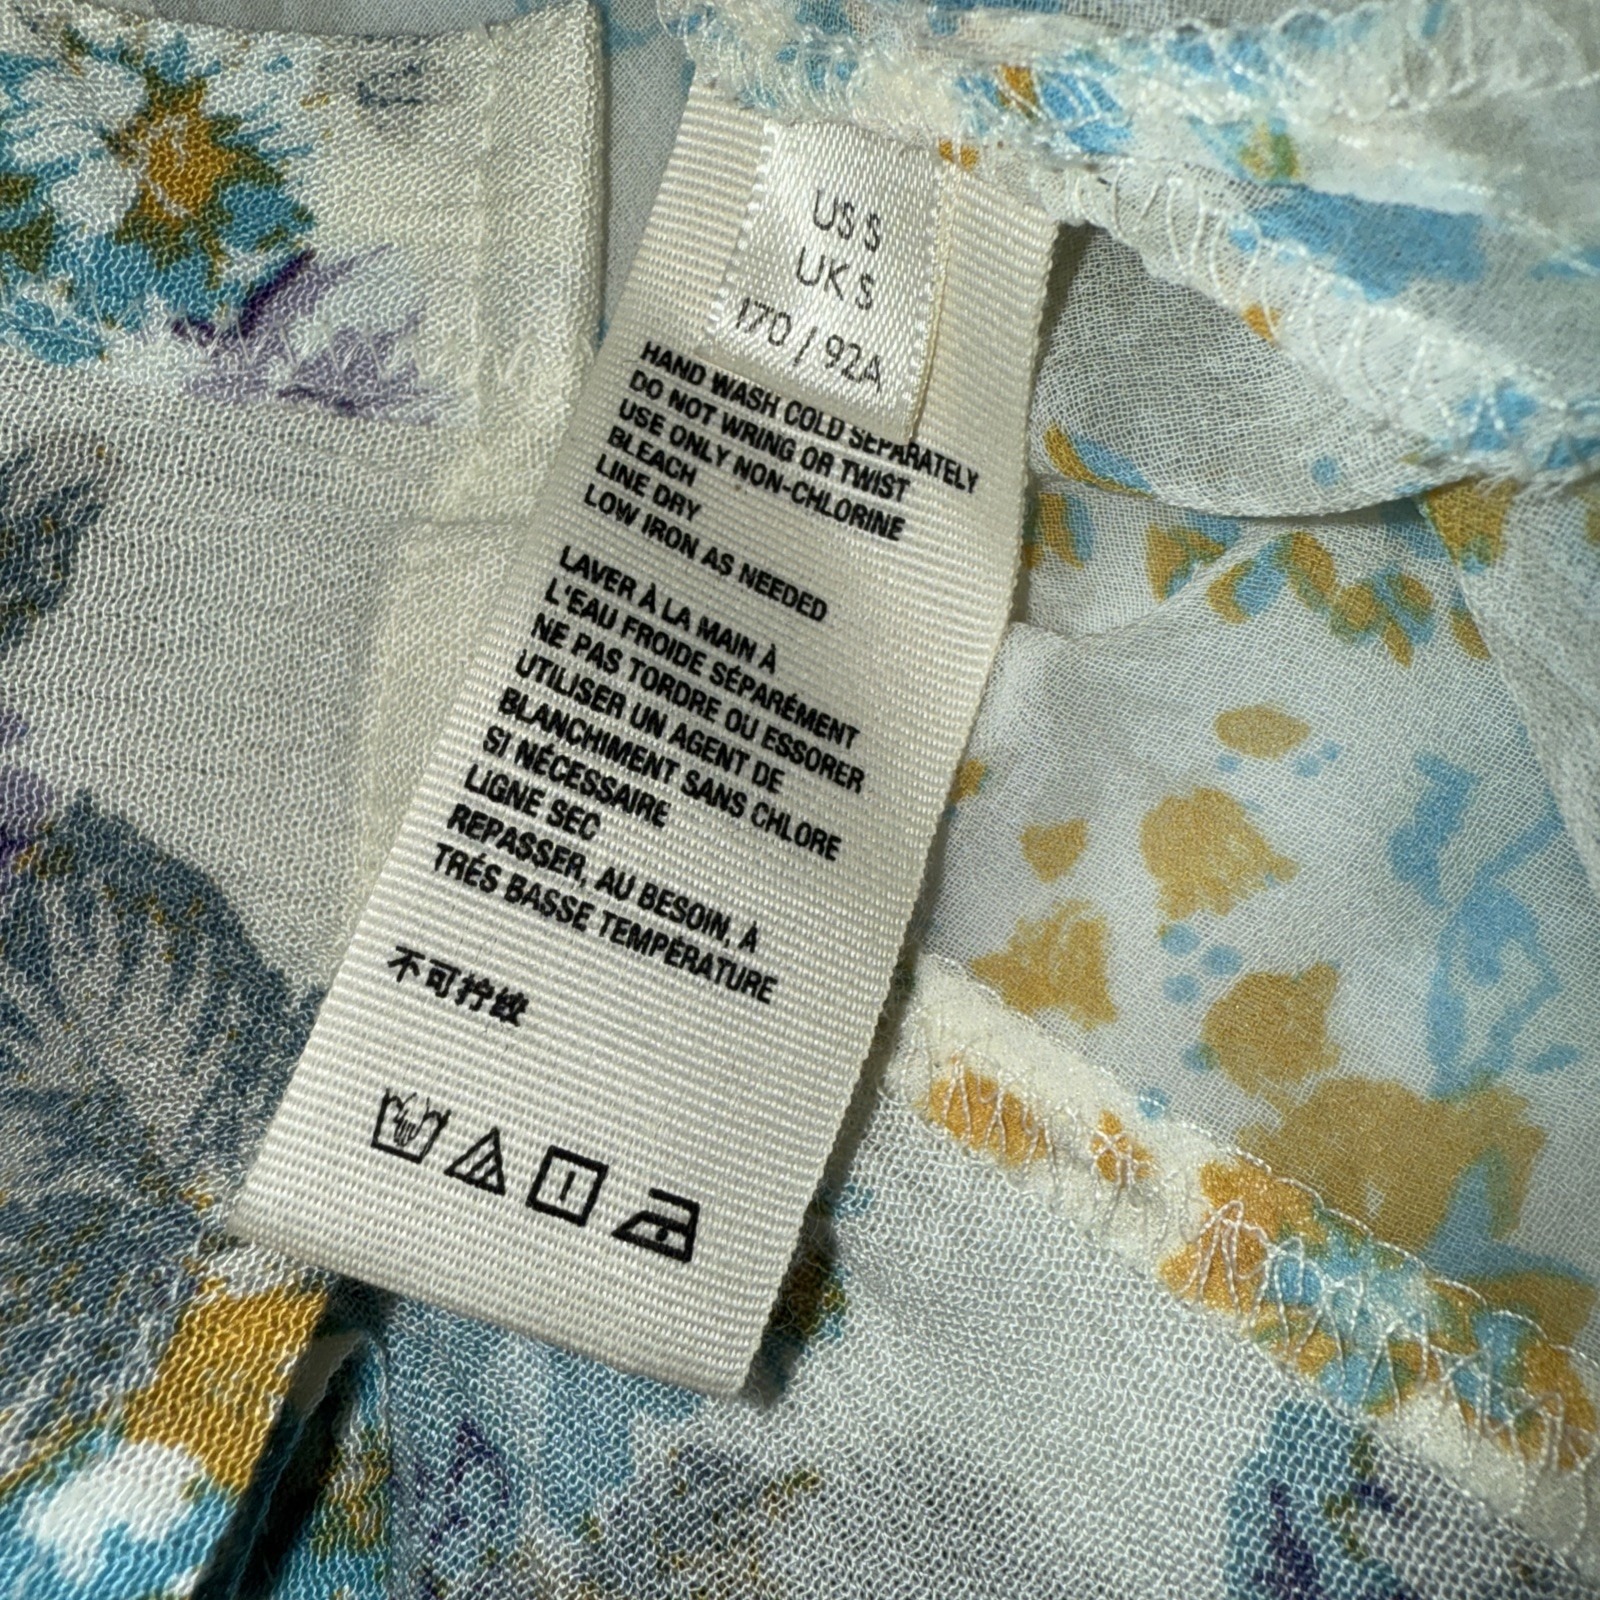 US S
UK S
170 / 92A
HAND WASH COLD SEPARATELY
DO NOT WRING OR TWIST
USE ONLY NON-CHLORINE
BLEACH
LINE DRY
LOW IRON AS NEEDED
LAVER À LA MAIN À
L'EAU FROIDE SÉPARÉMENT
NE PAS TORDRE OU ESSORER
UTILISER UN AGENT DE
BLANCHIMENT SANS CHLORE
SI NÉCESSAIRE
LIGNE SEC
REPASSER, AU BESOIN, À
TRÉS BASSE TEMPÉRATURE
不可拧绞